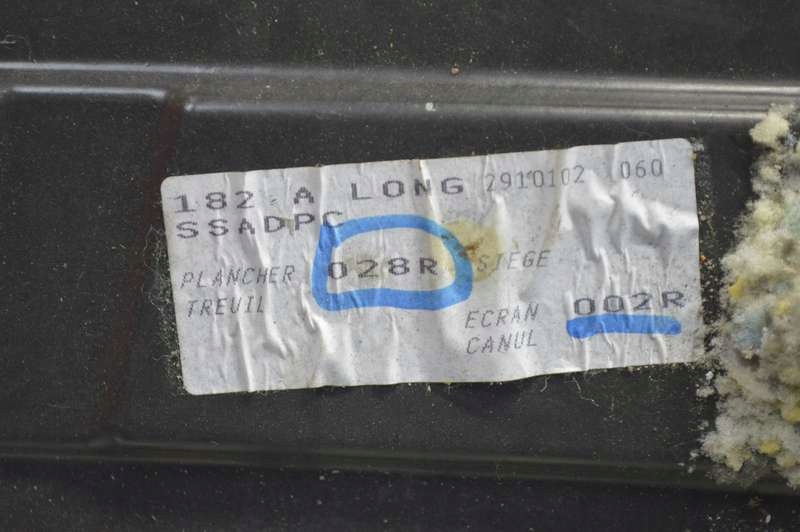 182 A LONG 2910102 060
SSADPC
PLANCHER 028R SIEGE
TREUIL
ECRAN 002R
CANUL